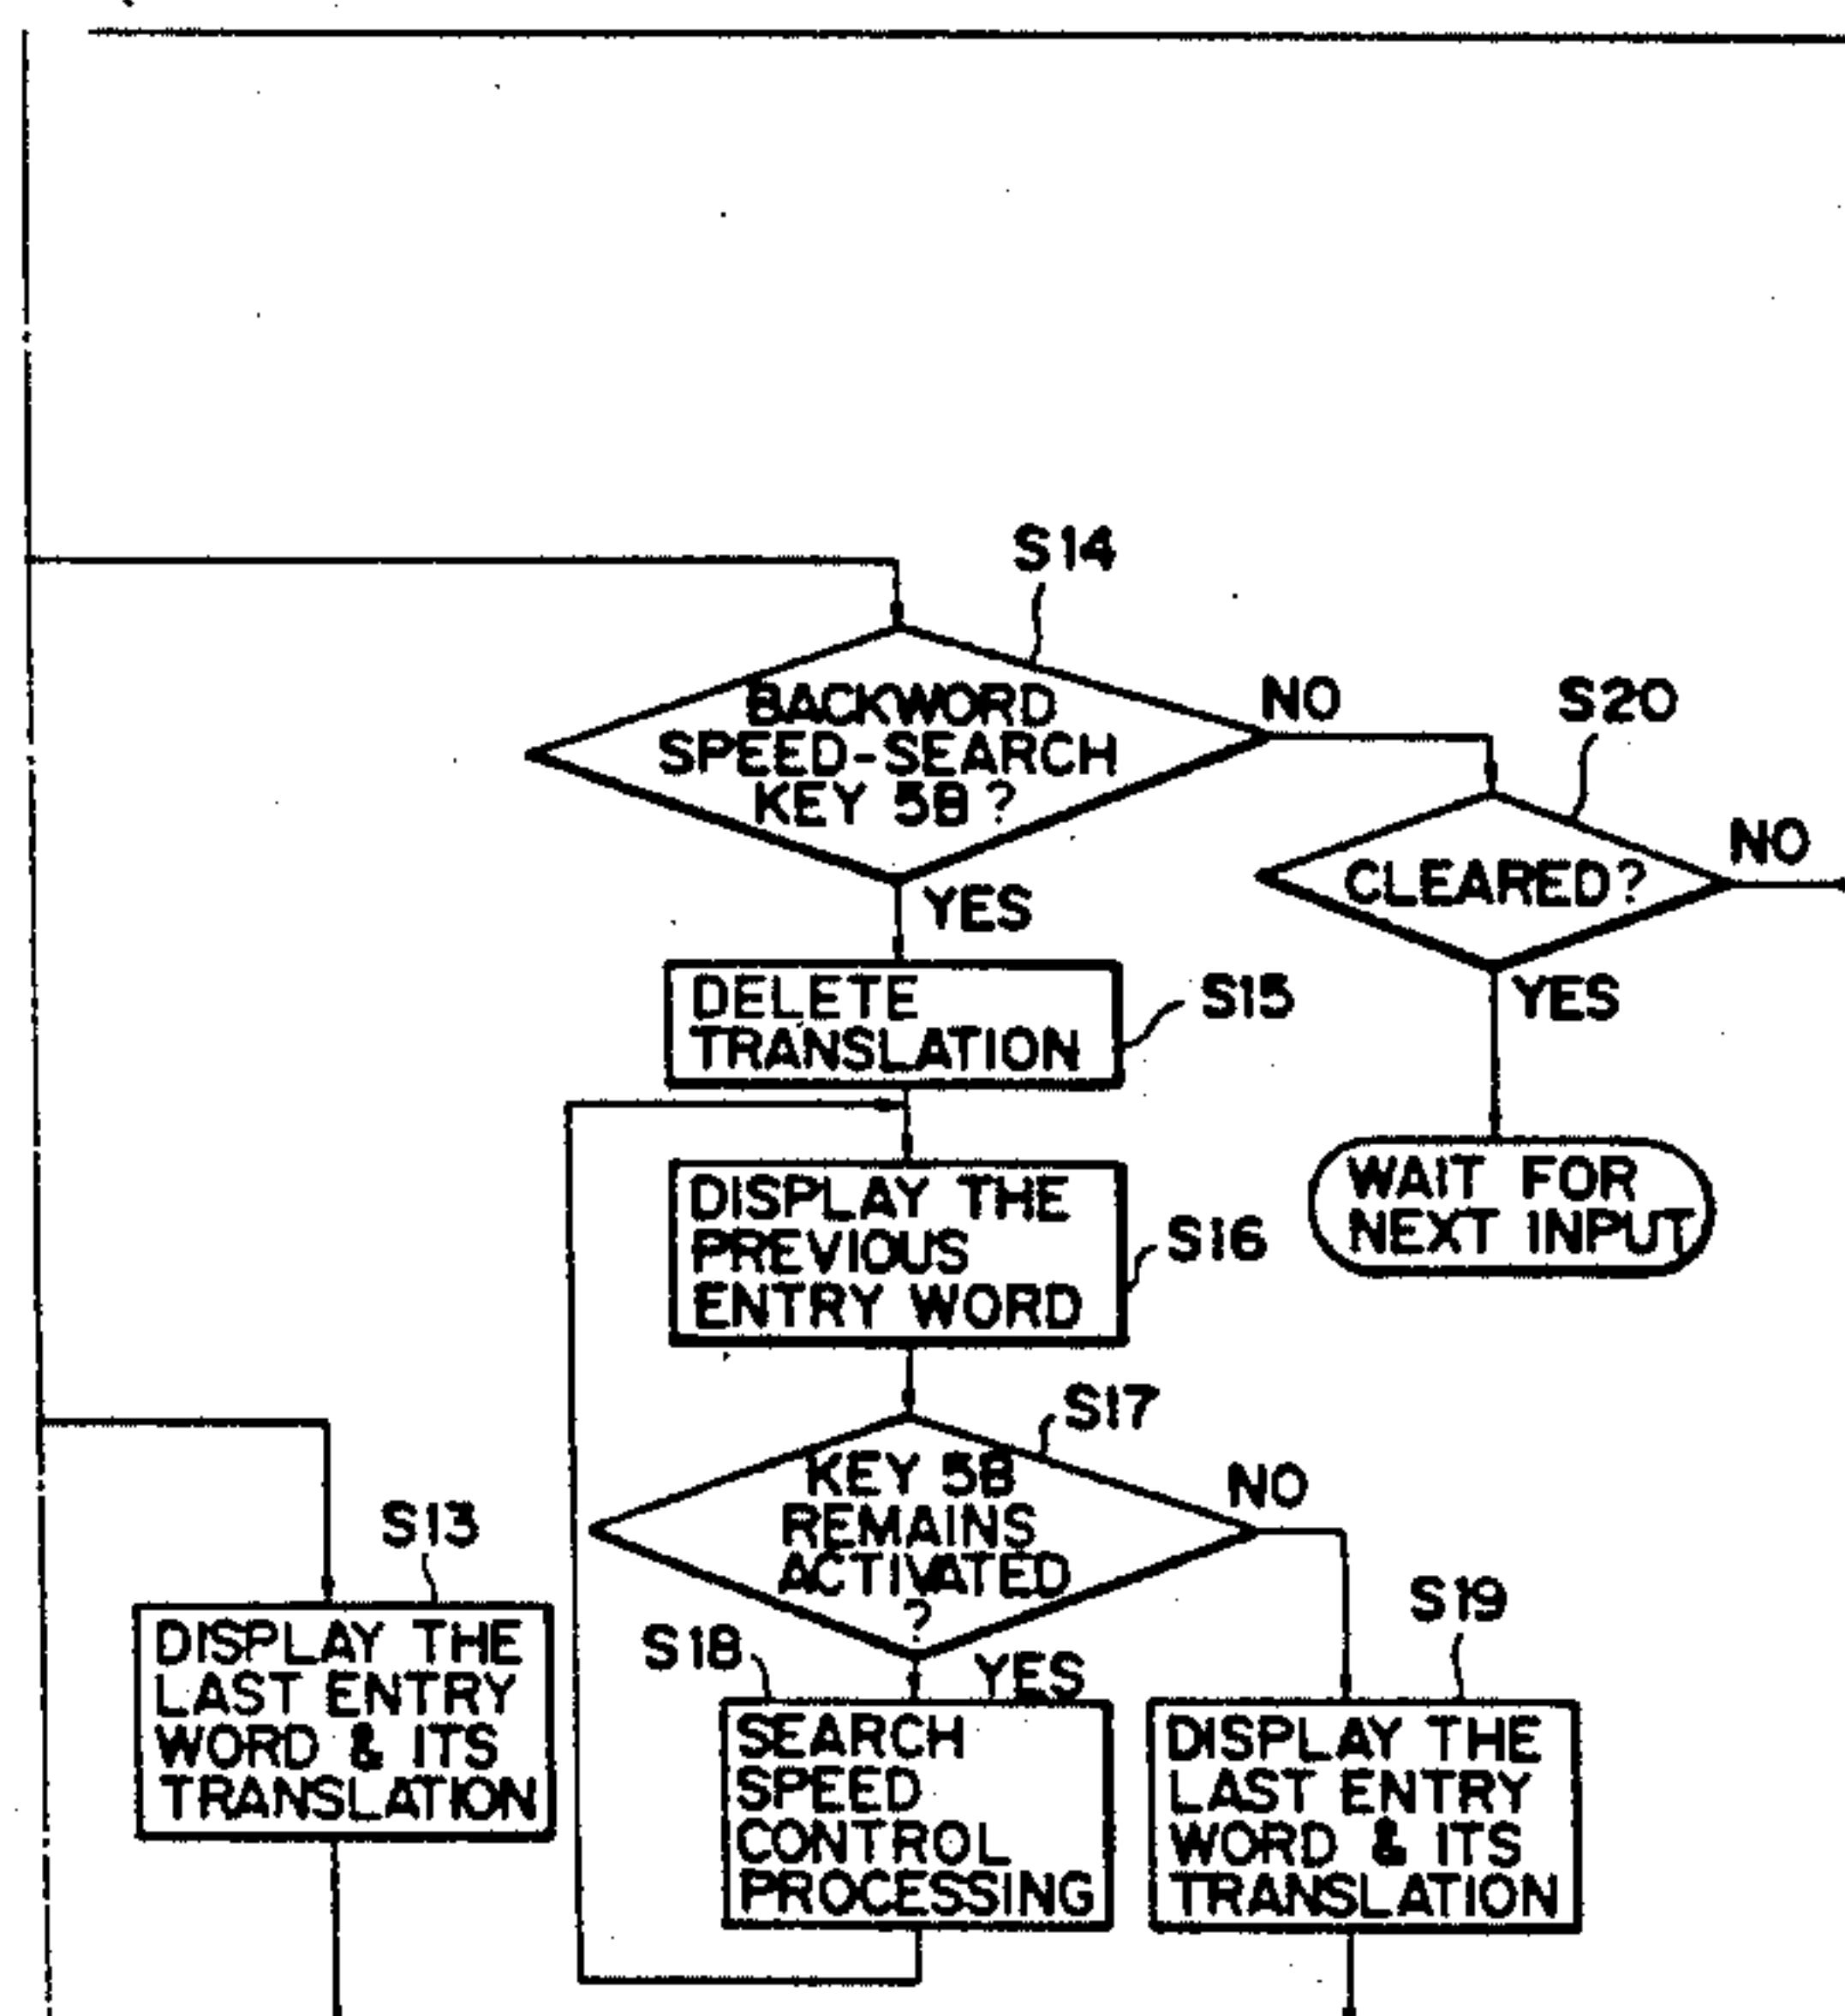 S14
BACKWORD
SPEED-SEARCH
KEY 5B ?
NO
YES
S20
CLEARED?
NO
YES
DELETE
TRANSLATION
S15
DISPLAY THE
PREVIOUS
ENTRY WORD
S16
WAIT FOR
NEXT INPUT
S17
KEY 5B
REMAINS
ACTIVATED
?
NO
YES
S13
DISPLAY THE
LAST ENTRY
WORD & ITS
TRANSLATION
S18
SEARCH
SPEED
CONTROL
PROCESSING
S19
DISPLAY THE
LAST ENTRY
WORD & ITS
TRANSLATION